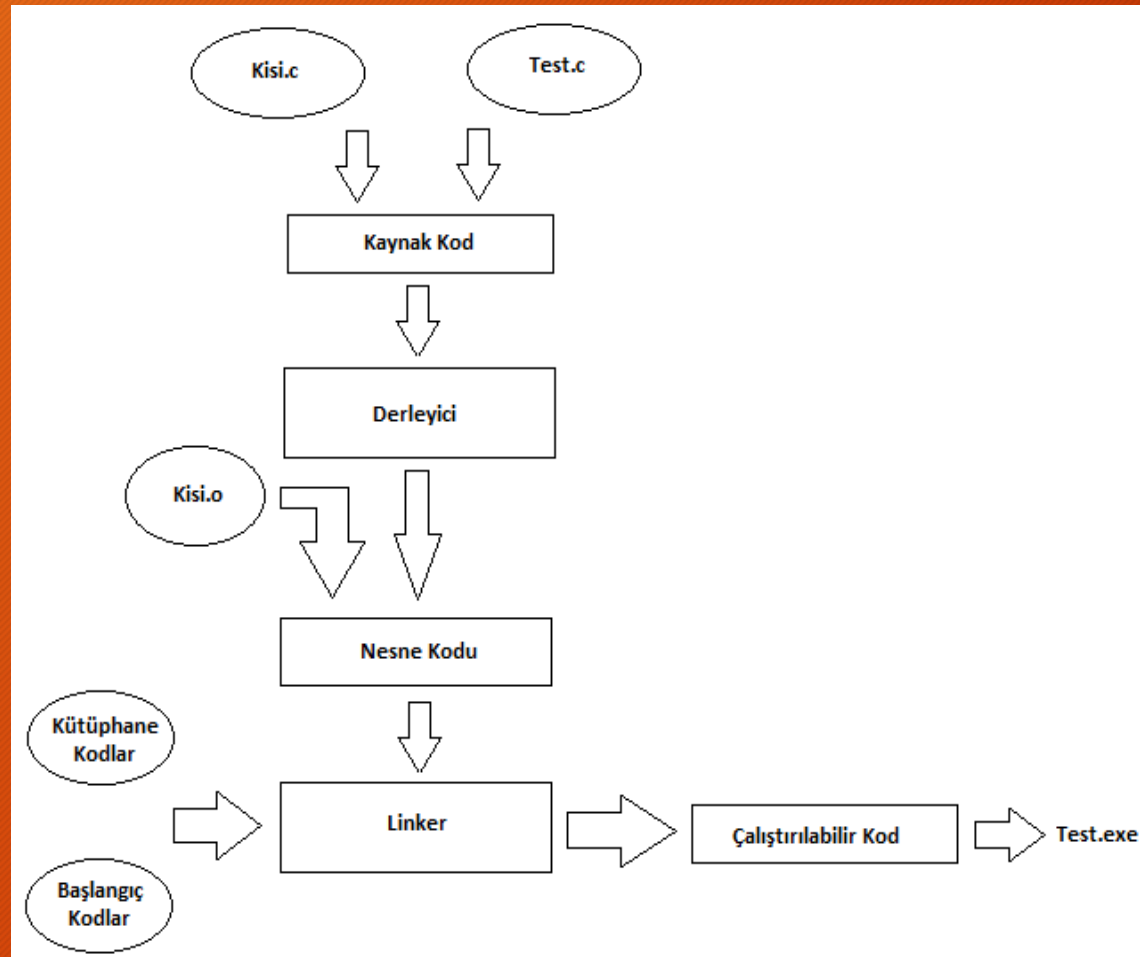 Kisi.c
Test.c
Kaynak Kod
Derleyici
Kisi.o
Nesne Kodu
Kütüphane
Kodlar
Linker
Çalıştırılabilir Kod
Test.exe
Başlangıç
Kodlar